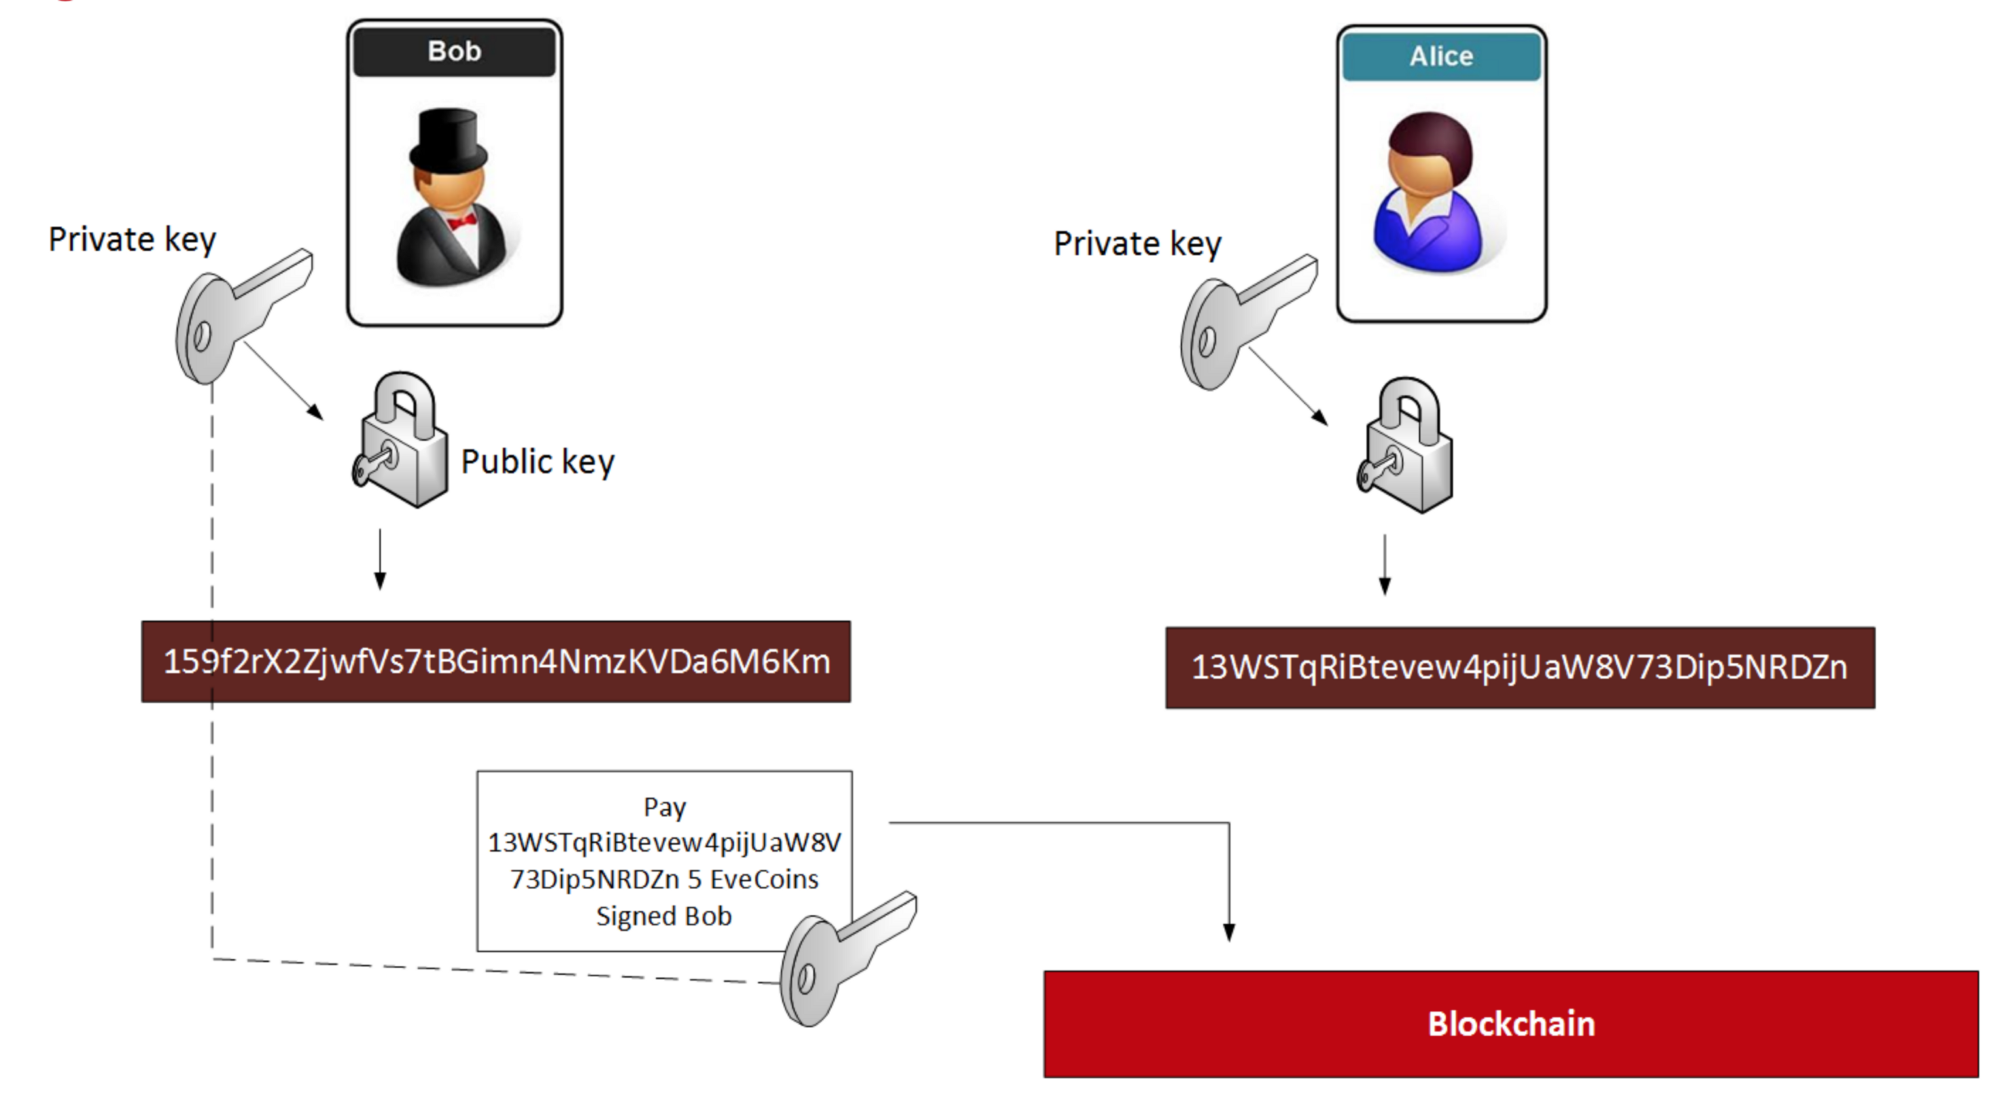 Bob
Alice
Private key
Private key
Public key
159f2rX2ZjwfVs7tBGimn4NmzKVDa6M6Km
13WSTqRiBtevew4pijUaW8V73Dip5NRDZn
Pay
13WSTqRiBtevew4pijUaW8V
73Dip5NRDZn 5 EveCoins
Signed Bob
Blockchain